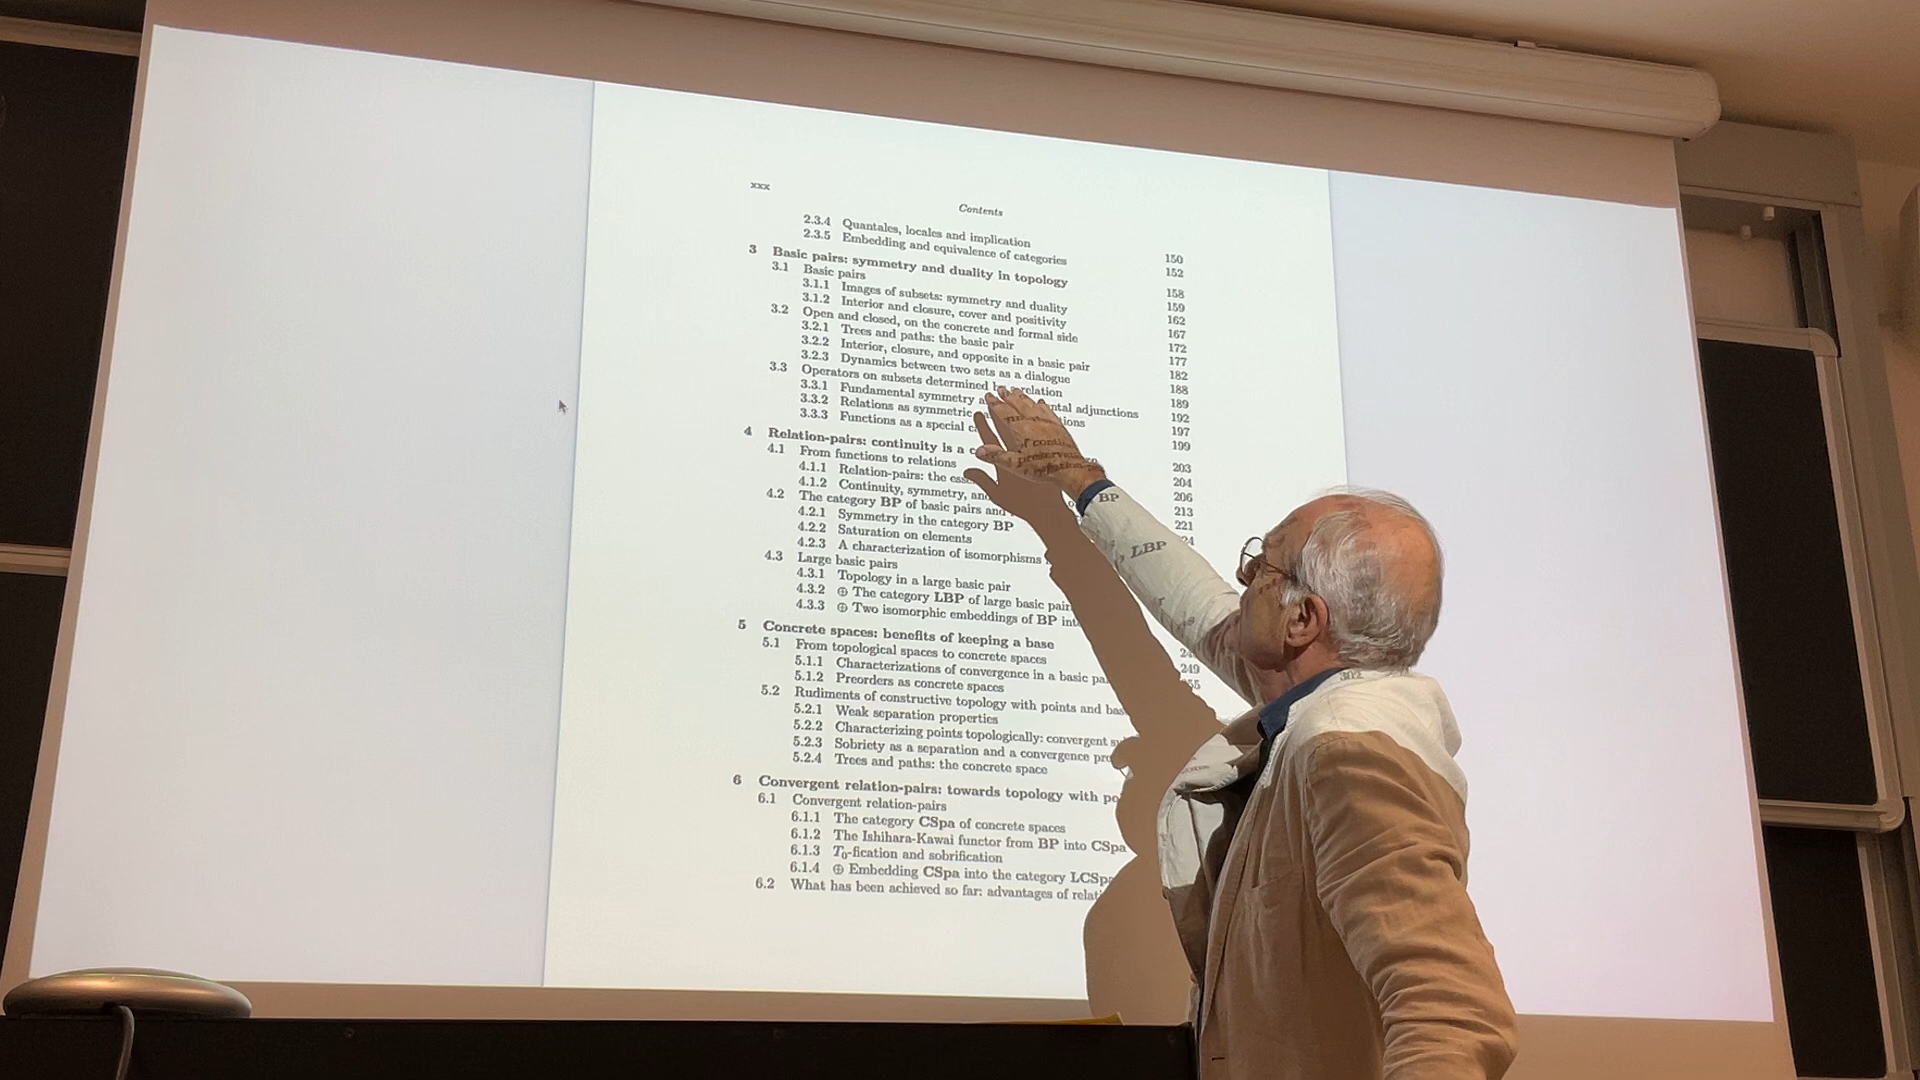 xxx
Contents
2.3.4 Quantales, locales and implication 150
2.3.5 Embedding and equivalence of categories 152
3 Basic pairs: symmetry and duality in topology 158
3.1 Basic pairs 159
3.1.1 Images of subsets: symmetry and duality 162
3.1.2 Interior and closure, cover and positivity 167
3.2 Open and closed, on the concrete and formal side 172
3.2.1 Trees and paths: the basic pair 177
3.2.2 Interior, closure, and opposite in a basic pair 182
3.2.3 Dynamics between two sets as a dialogue 188
3.3 Operators on subsets determined by a relation 189
3.3.1 Fundamental symmetry adjunctions 192
3.3.2 Relations as symmetric 197
3.3.3 Functions as a special 199
4 Relation-pairs: continuity is a 203
4.1 From functions to relations 204
4.1.1 Relation-pairs: the 206
4.1.2 Continuity, symmetry, and 213
4.2 The category BP of basic pairs and BP 221
4.2.1 Symmetry in the category BP
4.2.2 Saturation on elements
4.2.3 A characterization of isomorphisms
4.3 Large basic pairs
4.3.1 Topology in a large basic pair
4.3.2 ⊕ The category LBP of large basic
4.3.3 ⊕ Two isomorphic embeddings of BP
5 Concrete spaces: benefits of keeping a base
5.1 From topological spaces to concrete spaces
5.1.1 Characterizations of convergence in a basic 249
5.1.2 Preorders as concrete spaces
5.2 Rudiments of constructive topology with points and
5.2.1 Weak separation properties
5.2.2 Characterizing points topologically: convergent
5.2.3 Sobriety as a separation and a convergence
5.2.4 Trees and paths: the concrete space
6 Convergent relation-pairs: towards topology with
6.1 Convergent relation-pairs
6.1.1 The category CSpa of concrete spaces
6.1.2 The Ishihara-Kawai functor from BP into CSpa
6.1.3 T0-fication and sobrification
6.1.4 ⊕ Embedding CSpa into the category LCSpa
6.2 What has been achieved so far: advantages of
, LBP
302